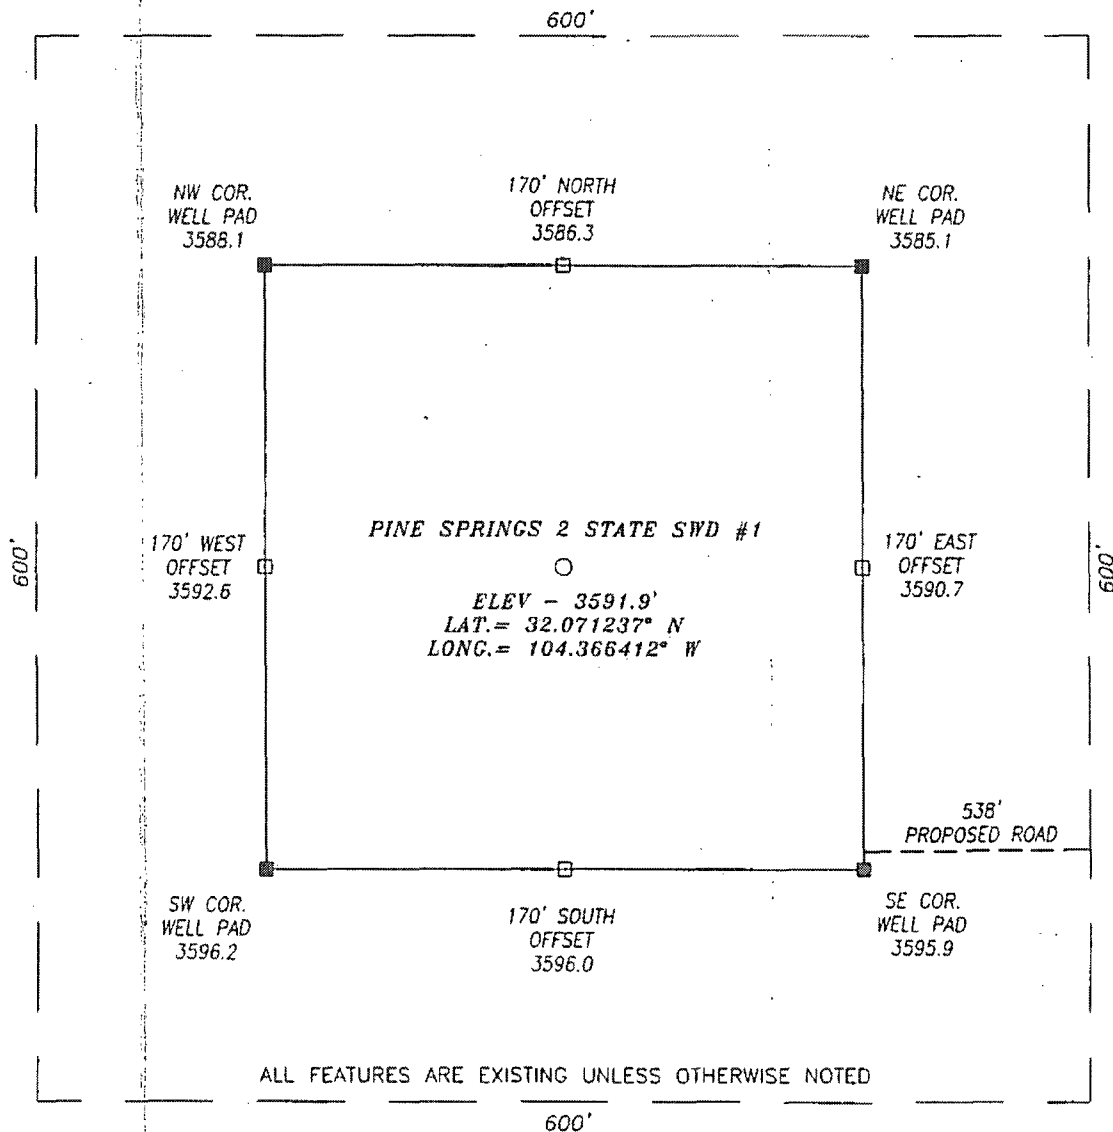 600'
NW COR.
WELL PAD
3588.1
170' NORTH
OFFSET
3586.3
NE COR.
WELL PAD
3585.1
600'
170' WEST
OFFSET
3592.6
PINE SPRINGS 2 STATE SWD #1
ELEV - 3591.9'
LAT.= 32.071237° N
LONG.= 104.366412° W
170' EAST
OFFSET
3590.7
600'
538'
PROPOSED ROAD
SW COR.
WELL PAD
3596.2
170' SOUTH
OFFSET
3596.0
SE COR.
WELL PAD
3595.9
ALL FEATURES ARE EXISTING UNLESS OTHERWISE NOTED
600'